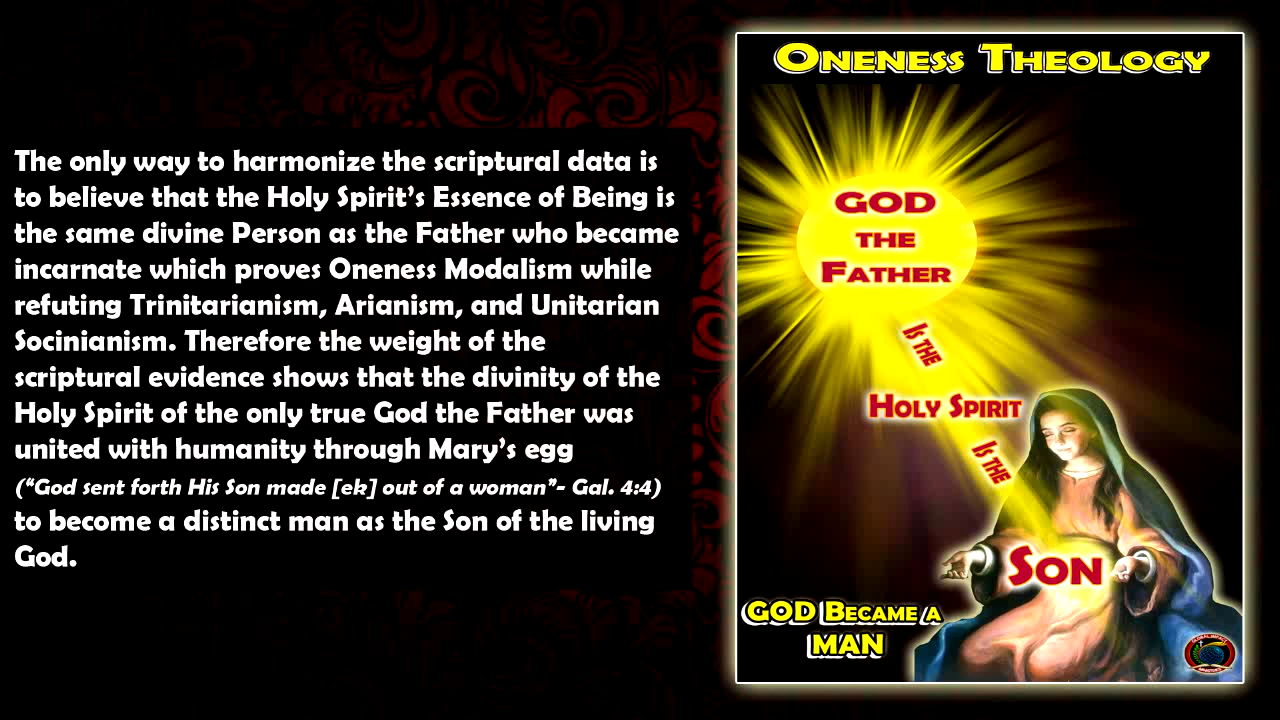 The only way to harmonize the scriptural data is
to believe that the Holy Spirit’s Essence of Being is
the same divine Person as the Father who became
incarnate which proves Oneness Modalism while
refuting Trinitarianism, Arianism, and Unitarian
Socinianism. Therefore the weight of the
scriptural evidence shows that the divinity of the
Holy Spirit of the only true God the Father was
united with humanity through Mary’s egg
(“God sent forth His Son made [ek] out of a woman”- Gal. 4:4)
to become a distinct man as the Son of the living
God.
ONENESS THEOLOGY
GOD
THE
FATHER
IS THE
HOLY SPIRIT
IS THE
SON
GOD BECAME A
MAN